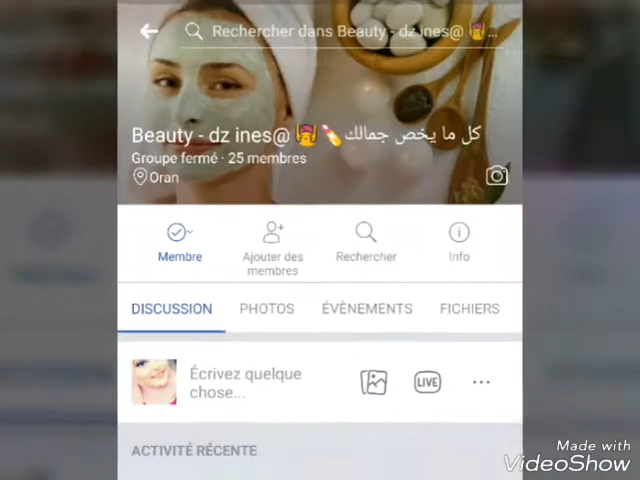 Rechercher dans Beauty - dz ines@ 💆...
Beauty - dz ines@ 💆💄كل ما يخص جمالك
Groupe fermé · 25 membres
Oran
Membre
Ajouter des membres
Rechercher
Info
DISCUSSION PHOTOS ÉVÈNEMENTS FICHIERS
Écrivez quelque
chose...
LIVE
ACTIVITÉ RÉCENTE
Made with
VideoShow